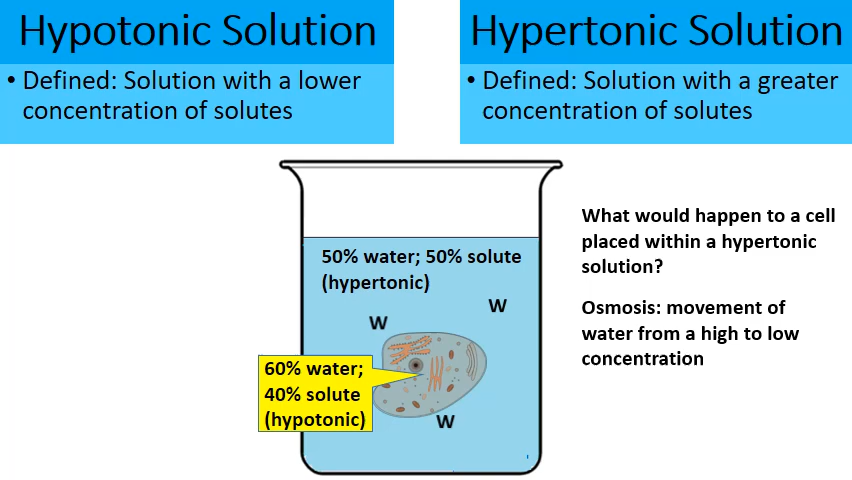 Hypotonic Solution
• Defined: Solution with a lower
concentration of solutes
Hypertonic Solution
• Defined: Solution with a greater
concentration of solutes
50% water; 50% solute
(hypertonic)
W
W
60% water;
40% solute
(hypotonic)
W
What would happen to a cell
placed within a hypertonic
solution?
Osmosis: movement of
water from a high to low
concentration